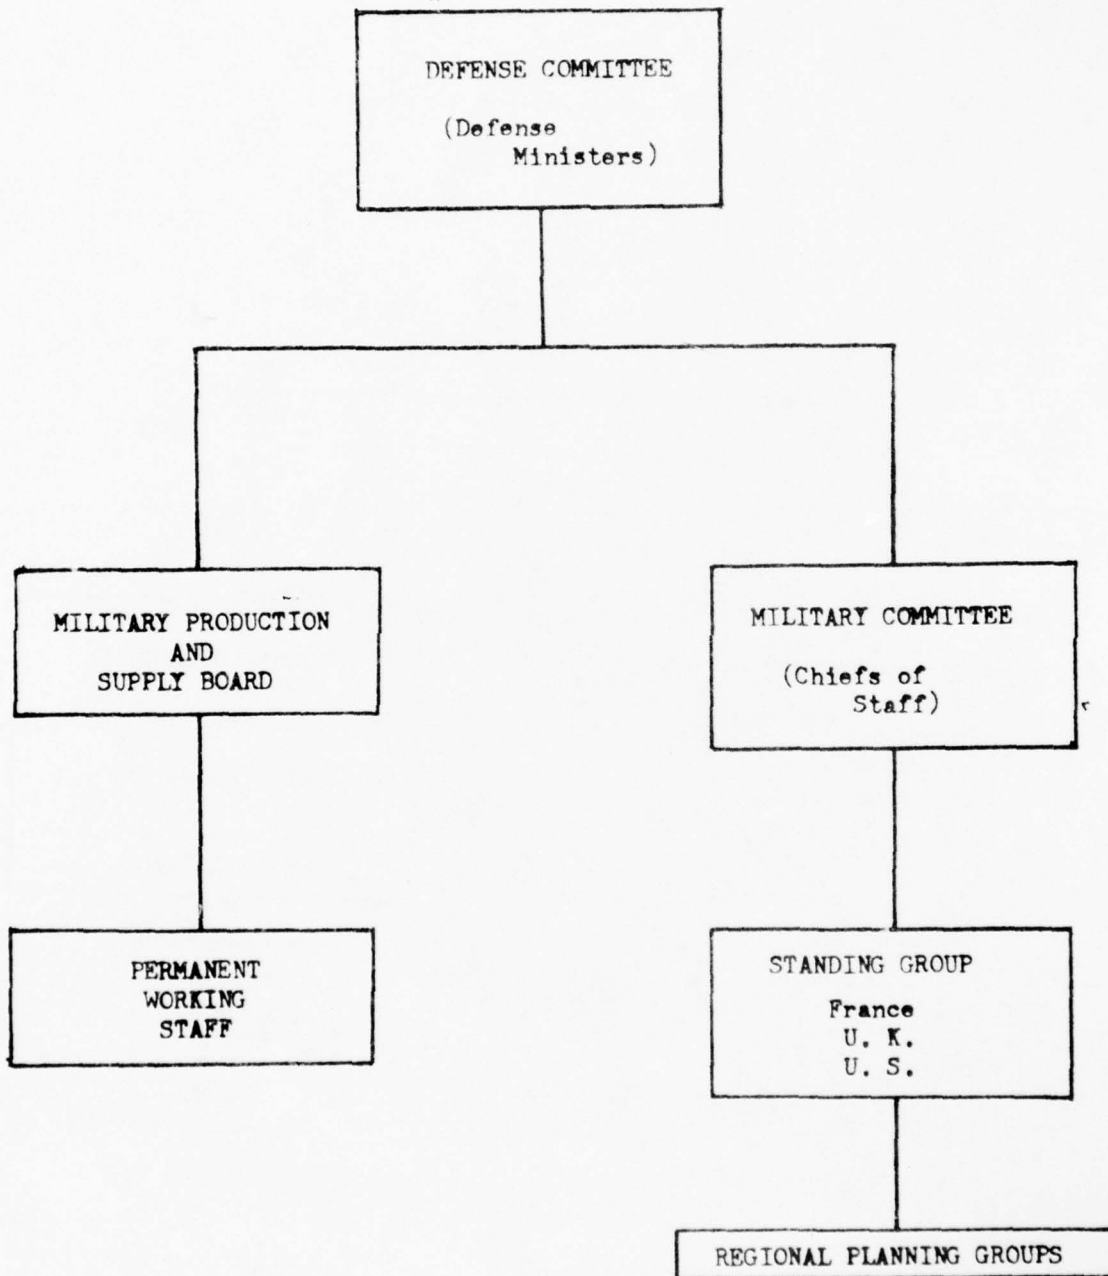 DEFENSE COMMITTEE
(Defense
Ministers)
MILITARY PRODUCTION
AND
SUPPLY BOARD
MILITARY COMMITTEE
(Chiefs of
Staff)
PERMANENT
WORKING
STAFF
STANDING GROUP
France
U. K.
U. S.
REGIONAL PLANNING GROUPS